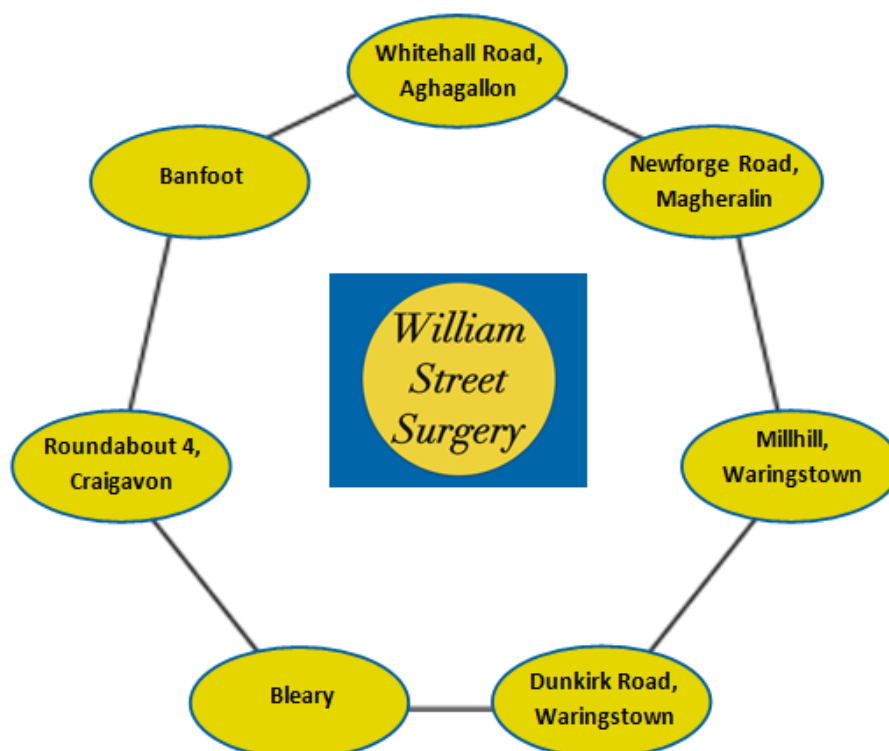 Whitehall Road,
Aghagallon
Banfoot
Newforge Road,
Magheralin
William
Street
Surgery
Roundabout 4,
Craigavon
Millhill,
Waringstown
Bleary
Dunkirk Road,
Waringstown